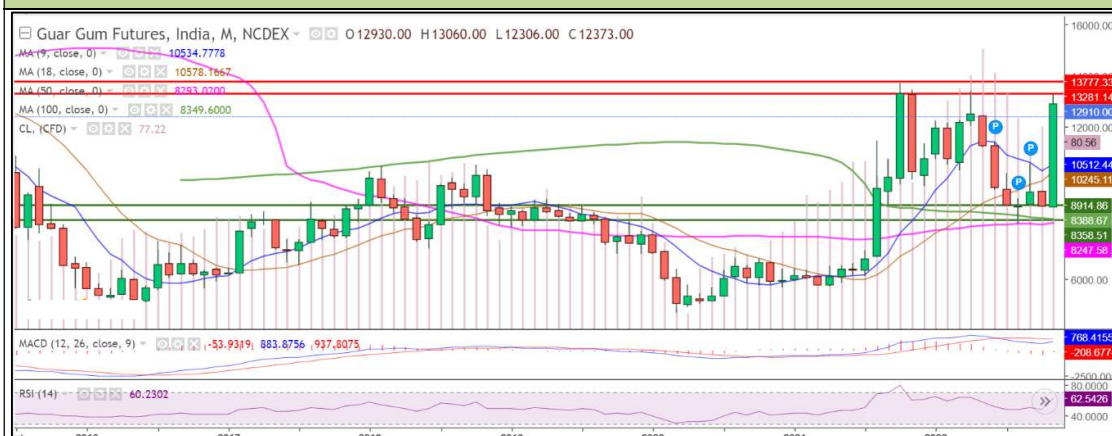 Guar Gum Futures, India, M, NCDEX O12930.00 H13060.00 L12306.00 C12373.00
MA (9, close, 0) 10534.7778
MA (18, close, 0) 10578.1667
MA (50, close, 0) 8293.0200
MA (100, close, 0) 8349.6000
CL, (CFD) 77.22
16000.00
13777.33
13281.14
12910.00
12000.00
80.56
10512.44
10245.11
8914.86
8388.67
8358.51
8247.58
6000.00
P
P
P
MACD (12, 26, close, 9) -53.9319 883.8756 937.8075
768.4155
-208.677
-2500.00
RSI (14) 60.2302
80.0000
62.5426
40.0000
2017
2020
2021